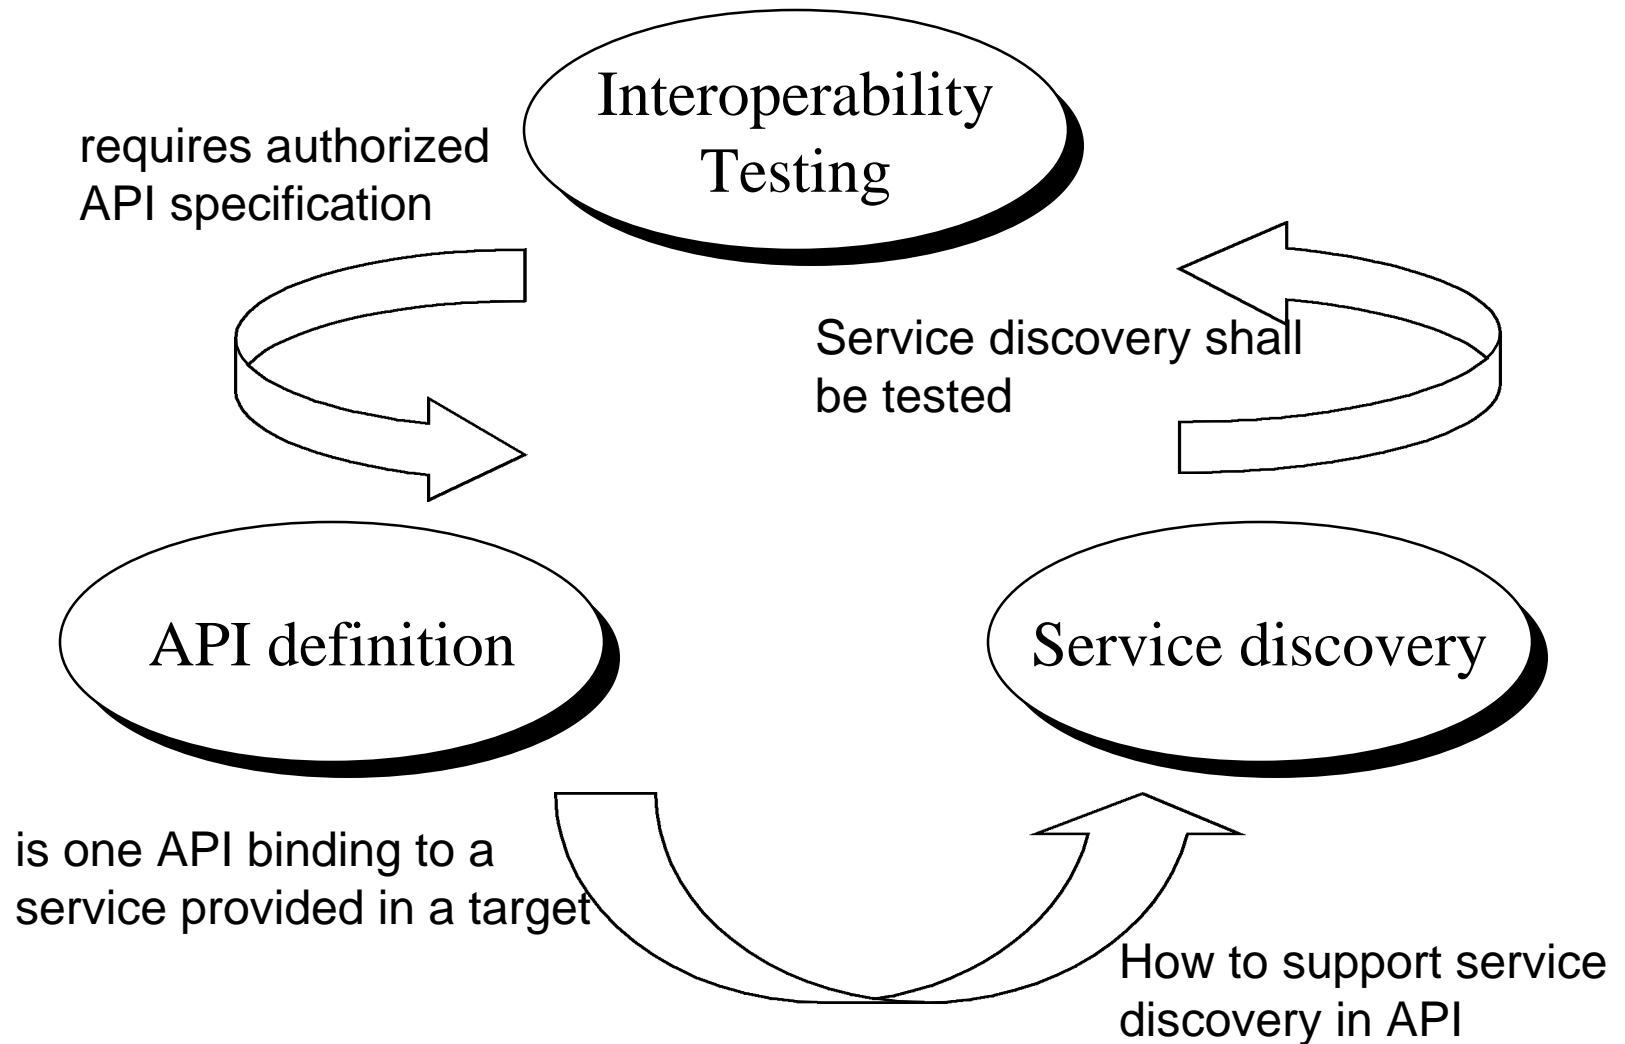 Interoperability
Testing
requires authorized
API specification
Service discovery shall
be tested
API definition
Service discovery
is one API binding to a
service provided in a target
How to support service
discovery in API